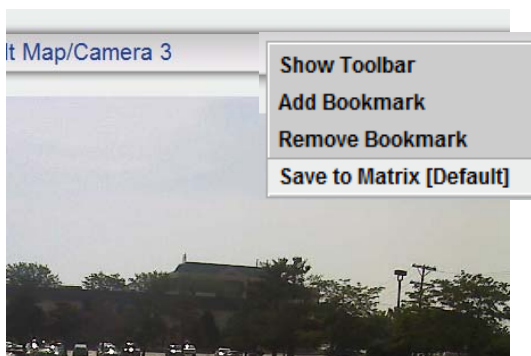 lt Map/Camera 3
Show Toolbar
Add Bookmark
Remove Bookmark
Save to Matrix [Default]